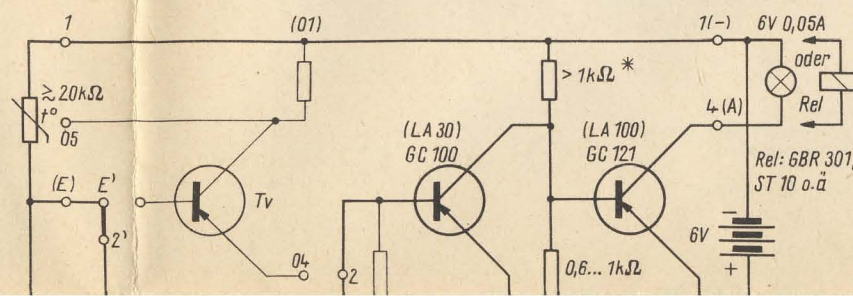 1
(01)
1(-)
6V 0,05A
oder
Rel
> 1kΩ *
≳ 20kΩ
t°
05
4(A)
(LA 30)
GC 100
(LA 100)
GC 121
Rel: GBR 301,
ST 10 o.ä
(E)
E'
Tv
2'
04
2
0,6... 1kΩ
6V
−
+